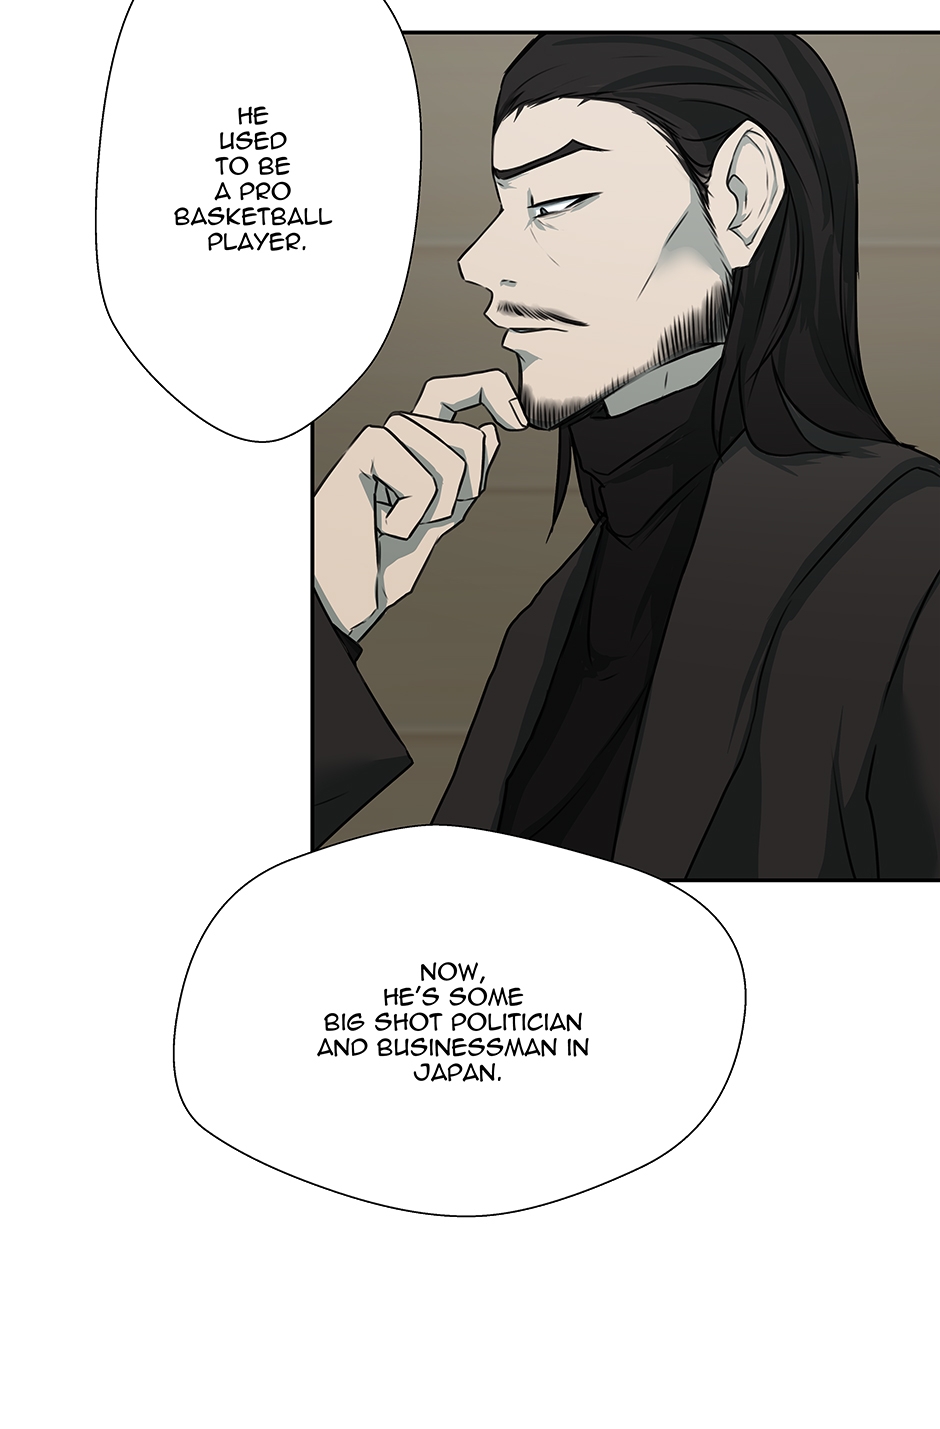 HE
USED
TO BE
A PRO
BASKETBALL
PLAYER.
NOW,
HE'S SOME
BIG SHOT POLITICIAN
AND BUSINESSMAN IN
JAPAN.